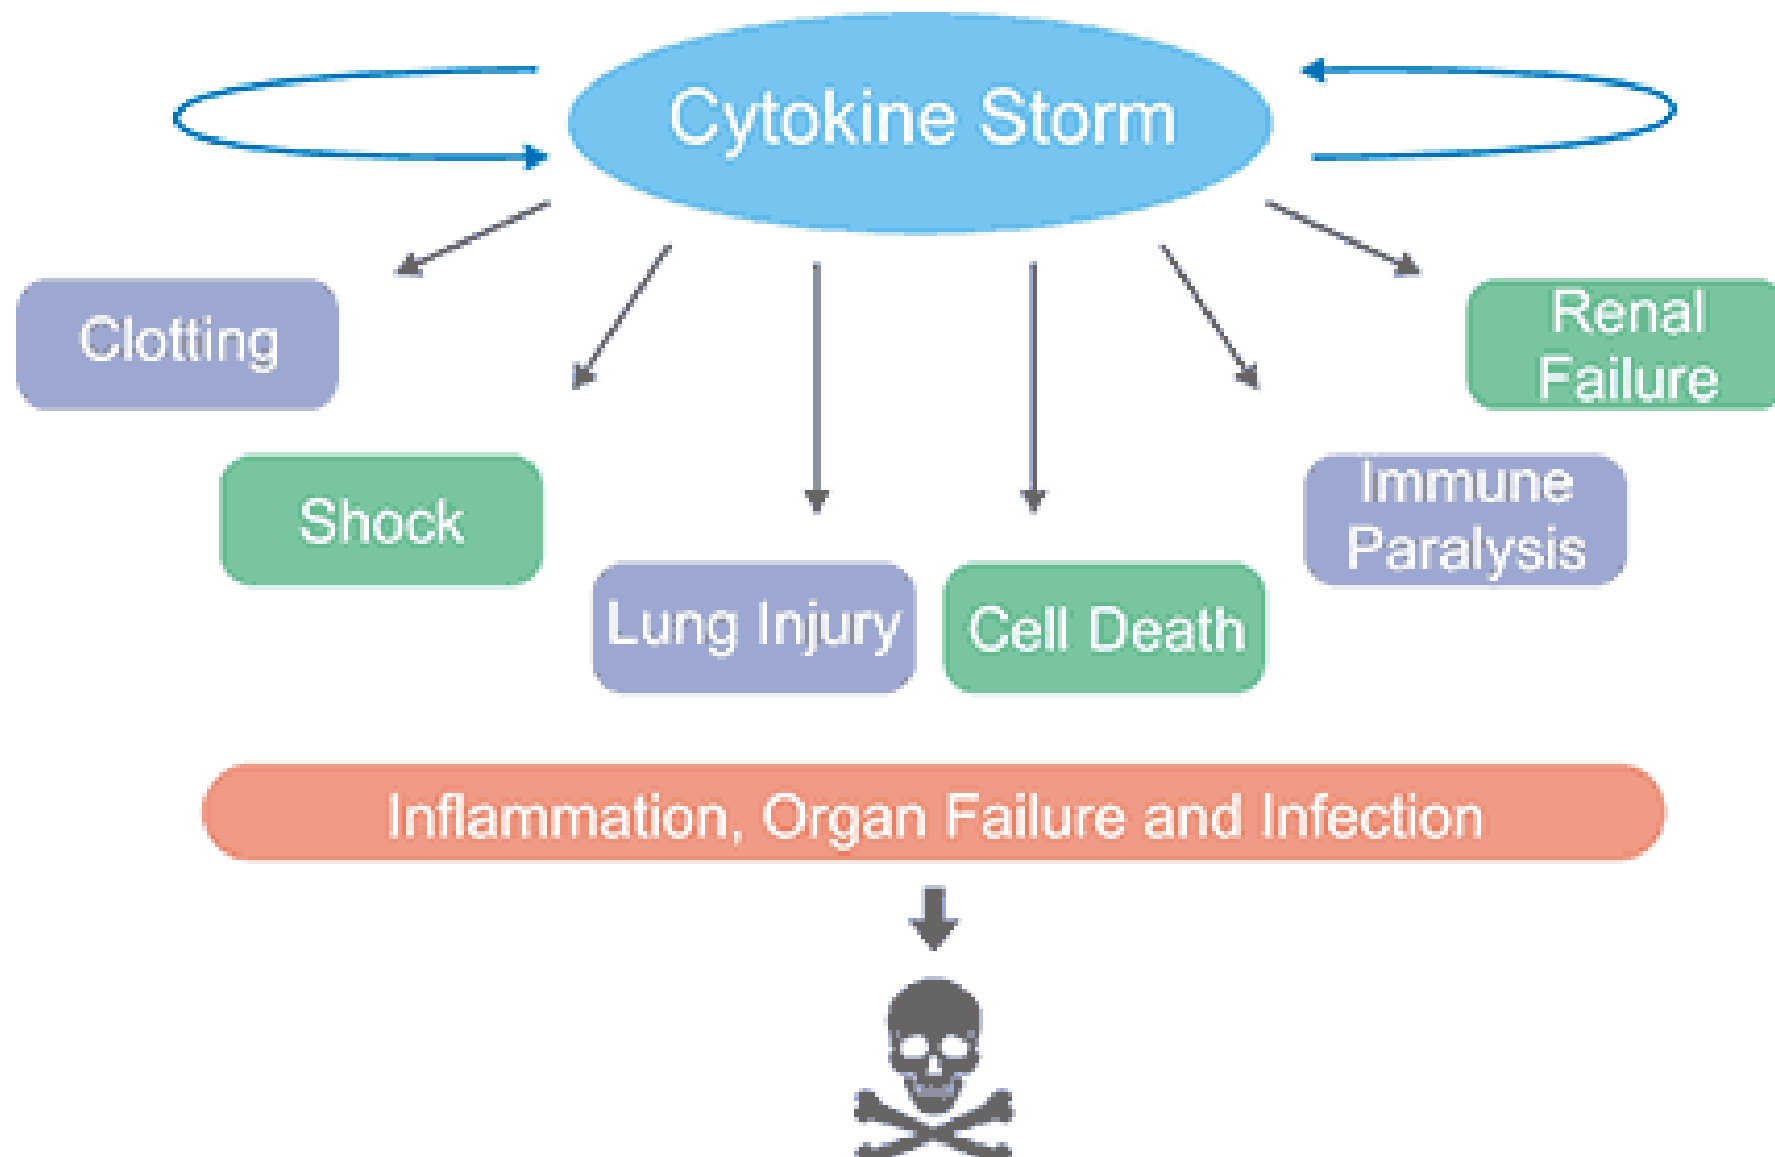 Cytokine Storm
Clotting
Renal
Failure
Shock
Immune
Paralysis
Lung Injury
Cell Death
Inflammation, Organ Failure and Infection